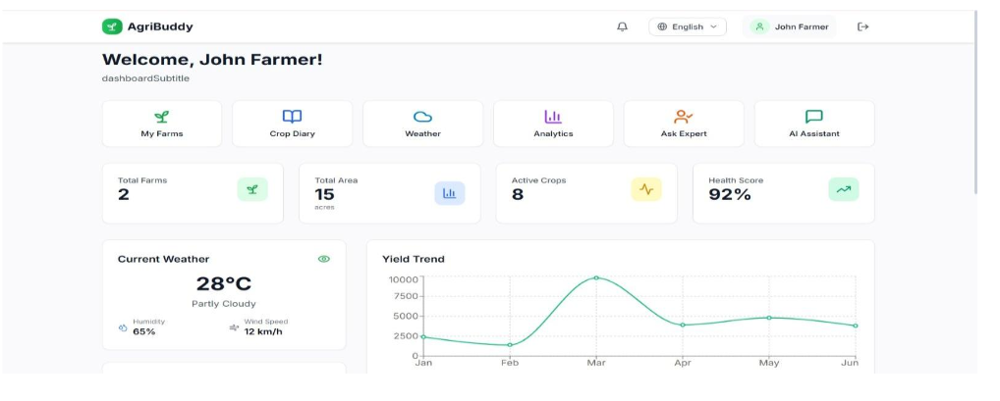 AgriBuddy
English
John Farmer
Welcome, John Farmer!
dashboardSubtitle
My Farms
Crop Diary
Weather
Analytics
Ask Expert
AI Assistant
Total Farms
2
Total Area
15
acres
Active Crops
8
Health Score
92%
Current Weather
28°C
Partly Cloudy
Humidity
65%
Wind Speed
12 km/h
Yield Trend
10000
7500
5000
2500
0
Jan
Feb
Mar
Apr
May
Jun